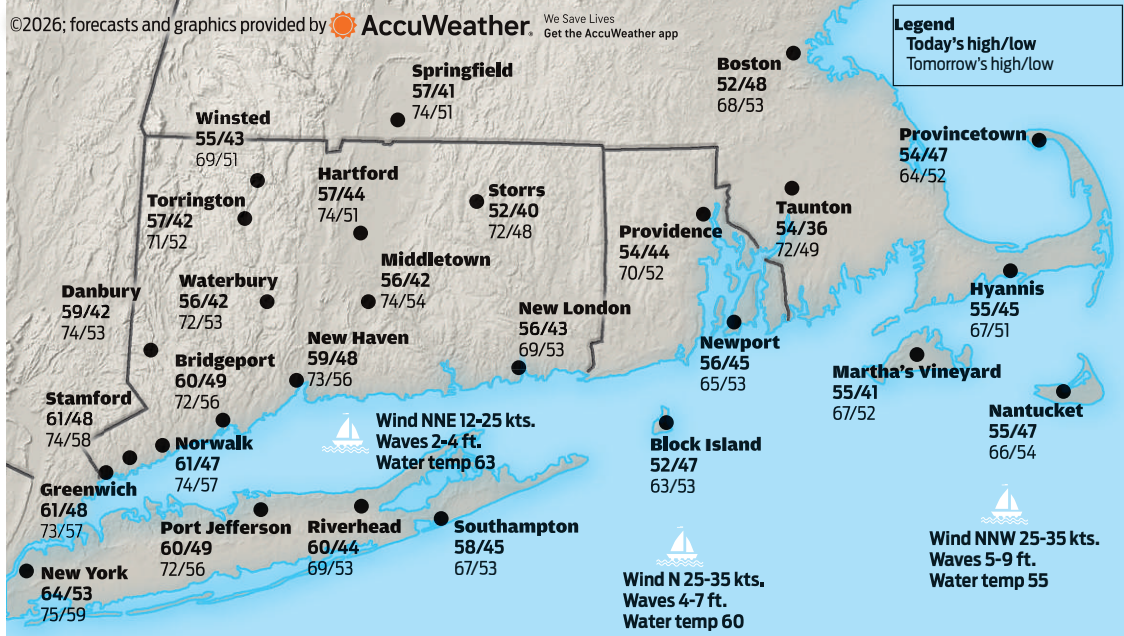 ©2026; forecasts and graphics provided by AccuWeather®
We Save Lives
Get the AccuWeather app
Legend
Today's high/low
Tomorrow's high/low
Springfield
57/41
74/51
Boston
52/48
68/53
Winsted
55/43
69/51
Provincetown
54/47
64/52
Hartford
57/44
74/51
Storrs
52/40
72/48
Torrington
57/42
71/52
Taunton
54/36
72/49
Providence
54/44
70/52
Middletown
56/42
74/54
Waterbury
56/42
72/53
Danbury
59/42
74/53
Hyannis
55/45
67/51
New London
56/43
69/53
New Haven
59/48
73/56
Newport
56/45
65/53
Bridgeport
60/49
72/56
Martha's Vineyard
55/41
67/52
Stamford
61/48
74/58
Nantucket
55/47
66/54
Wind NNE 12-25 kts.
Waves 2-4 ft.
Water temp 63
Norwalk
61/47
74/57
Block Island
52/47
63/53
Greenwich
61/48
73/57
Port Jefferson
60/49
72/56
Riverhead
60/44
69/53
Southampton
58/45
67/53
New York
64/53
75/59
Wind N 25-35 kts.
Waves 4-7 ft.
Water temp 60
Wind NNW 25-35 kts.
Waves 5-9 ft.
Water temp 55